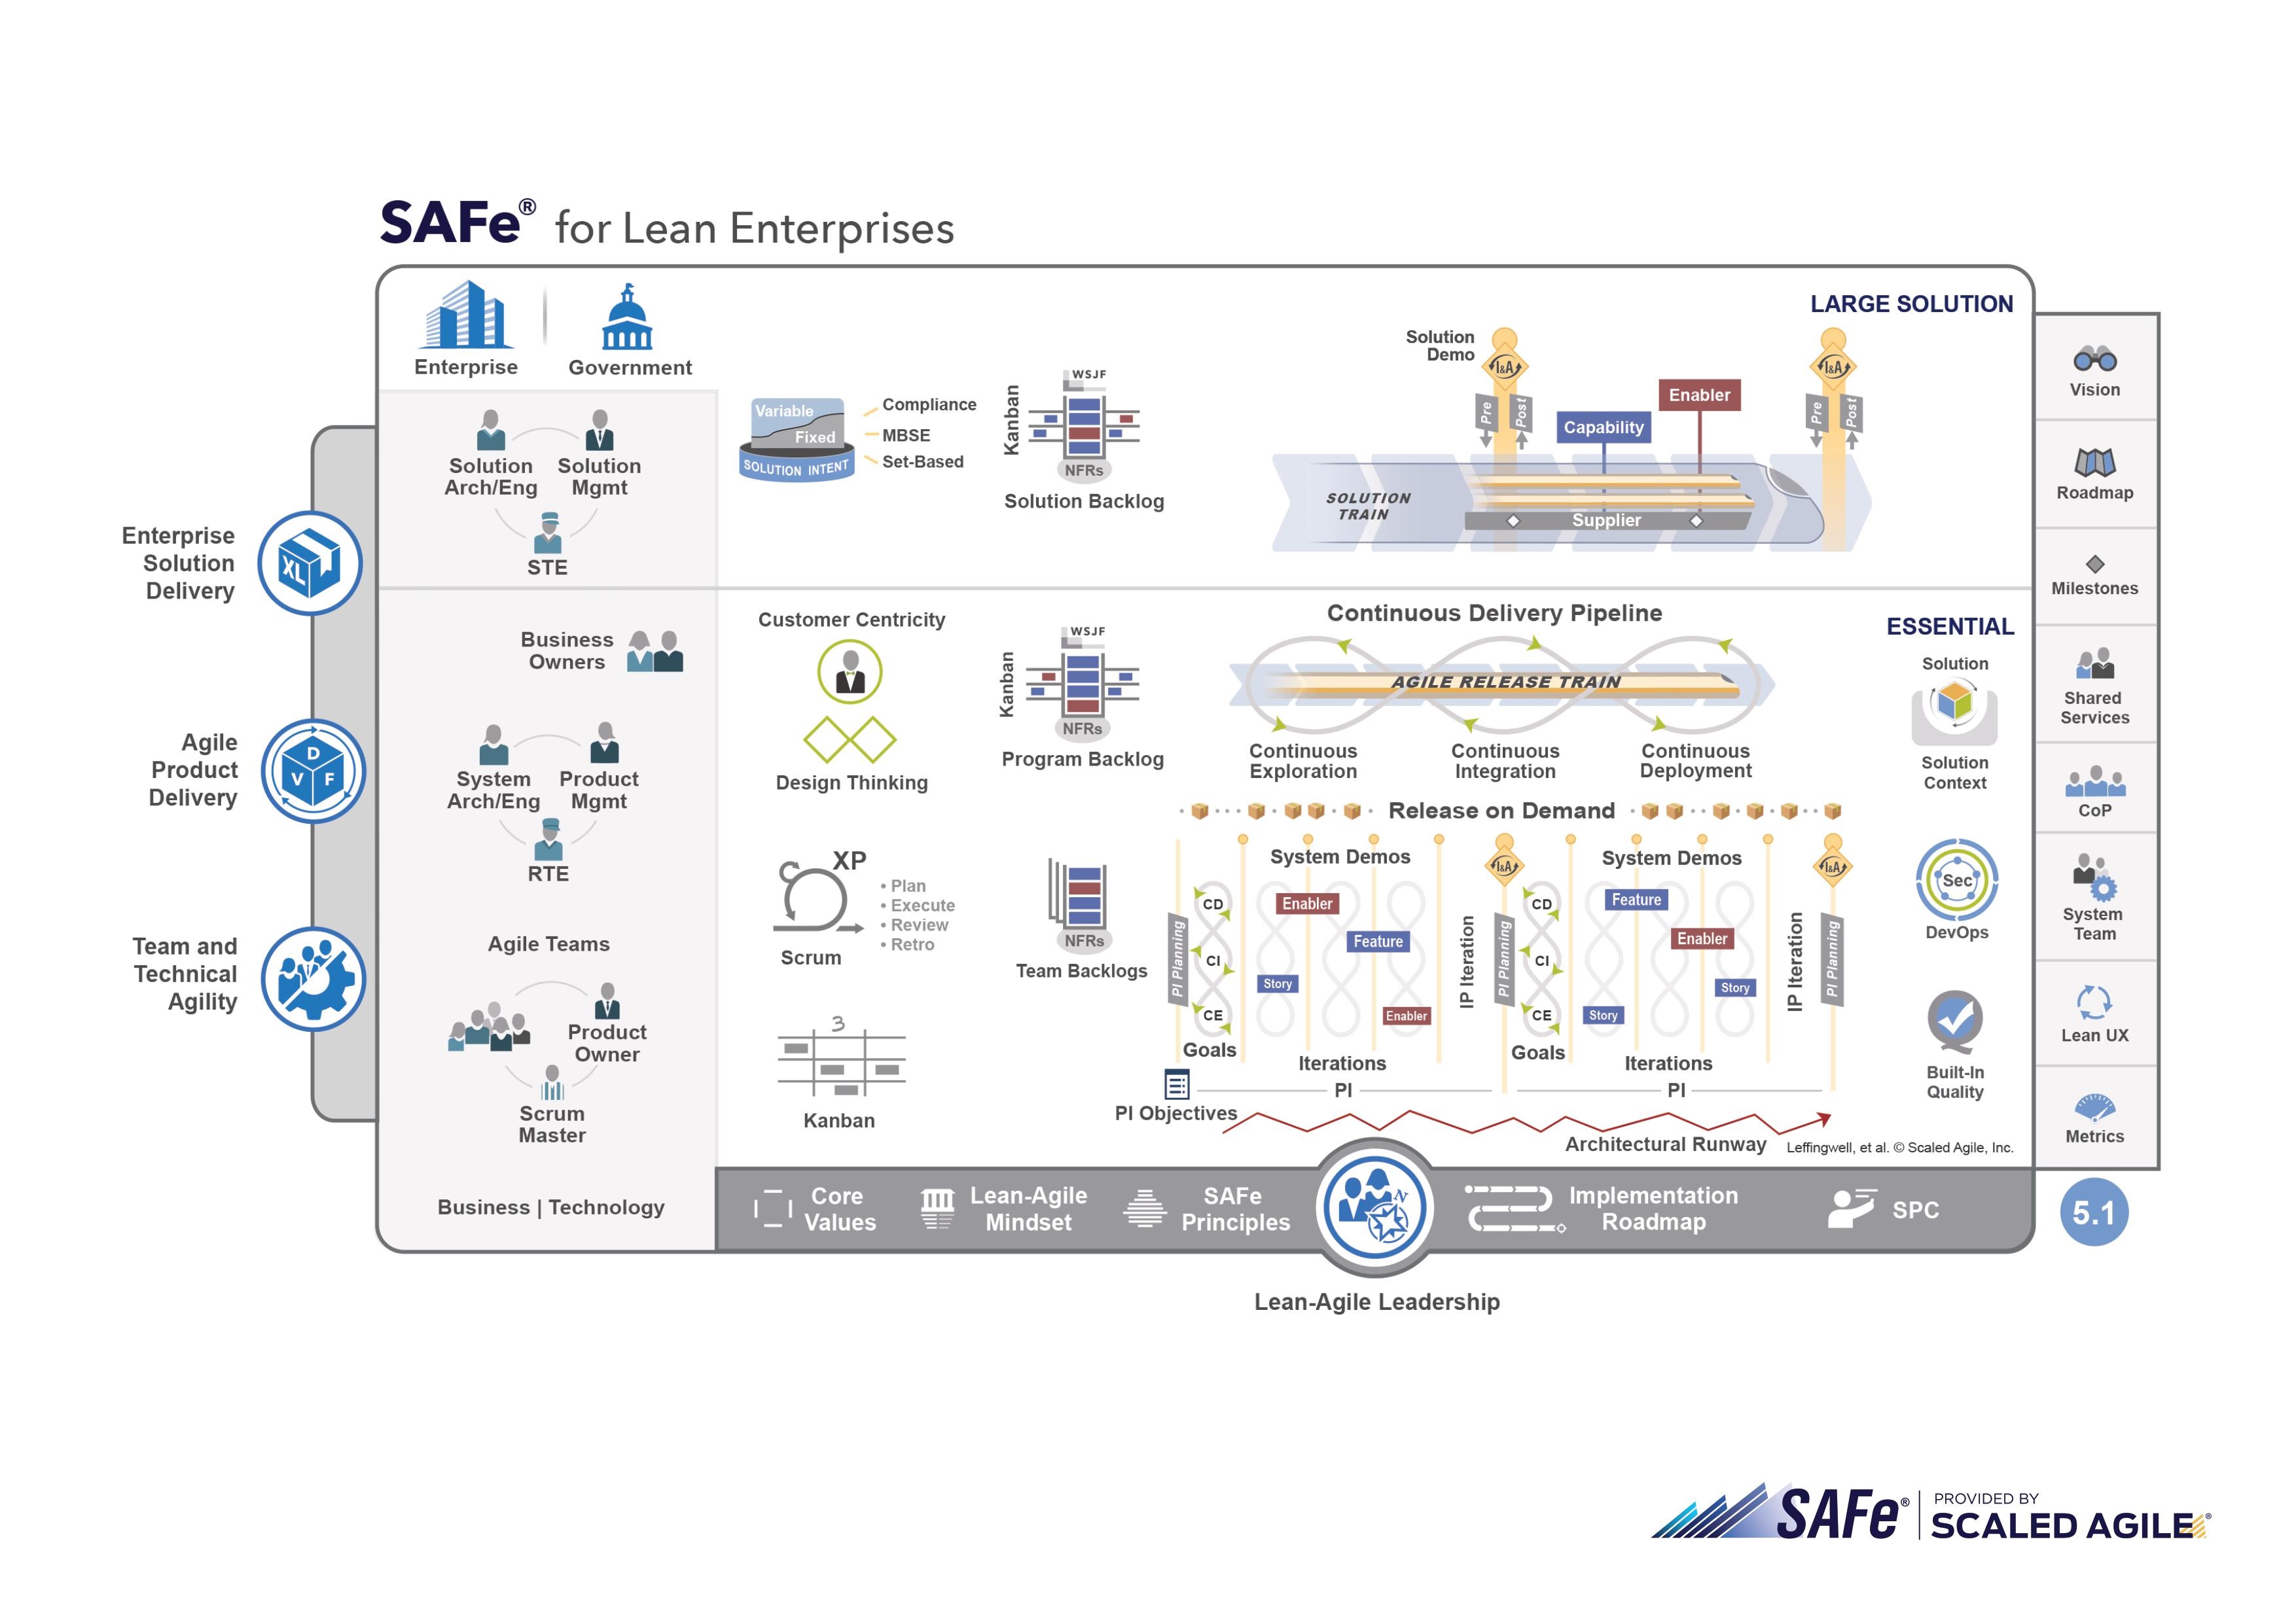 SAFe® for Lean Enterprises
Enterprise
Government
LARGE SOLUTION
Solution
Arch/Eng
Solution
Mgmt
STE
Variable
Fixed
SOLUTION INTENT
Compliance
MBSE
Set-Based
Kanban
WSJF
NFRs
Solution Backlog
Solution
Demo
I&A
Pre
Post
Capability
Enabler
I&A
Pre
Post
SOLUTION
TRAIN
Supplier
Enterprise
Solution
Delivery
XL
Agile
Product
Delivery
D
V F
Team and
Technical
Agility
Business
Owners
System
Arch/Eng
Product
Mgmt
RTE
Agile Teams
Product
Owner
Scrum
Master
Business | Technology
Customer Centricity
Design Thinking
Kanban
WSJF
NFRs
Program Backlog
Continuous Delivery Pipeline
AGILE RELEASE TRAIN
Continuous
Exploration
Continuous
Integration
Continuous
Deployment
ESSENTIAL
Solution
Solution
Context
Release on Demand
XP
Scrum
• Plan
• Execute
• Review
• Retro
NFRs
Team Backlogs
3
Kanban
PI Planning
CD
CI
CE
Goals
System Demos
Enabler
Feature
Story
Enabler
Iterations
IP Iteration
I&A
PI Planning
CD
CI
CE
Goals
System Demos
Feature
Enabler
Story
Story
Iterations
IP Iteration
I&A
PI Planning
PI
PI
PI Objectives
Architectural Runway
Sec
DevOps
Built-In
Quality
Leffingwell, et al. © Scaled Agile, Inc.
Core
Values
Lean-Agile
Mindset
SAFe
Principles
N
Lean-Agile Leadership
Implementation
Roadmap
SPC
Vision
Roadmap
Milestones
Shared
Services
CoP
System
Team
Lean UX
Metrics
5.1
SAFe®
PROVIDED BY
SCALED AGILE®